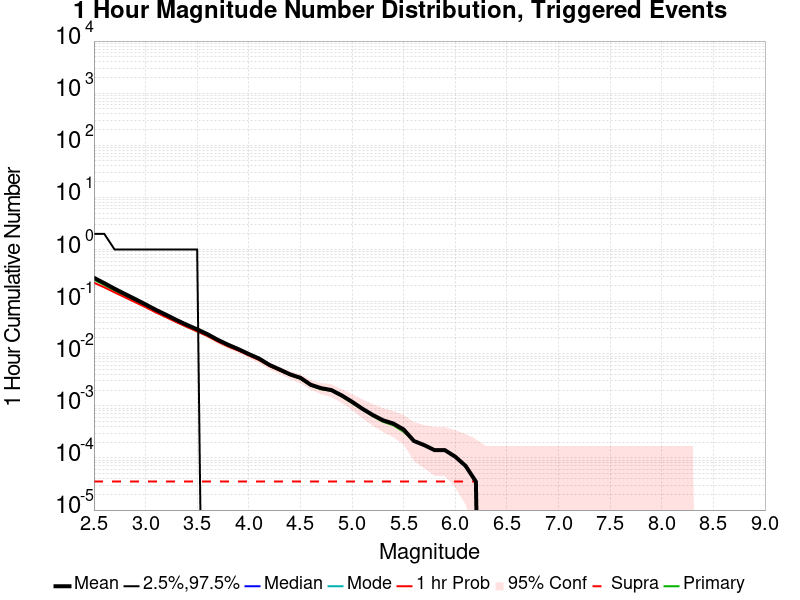 1 Hour Magnitude Number Distribution, Triggered Events
10 4
10 3
10 2
10 1
10 0
10 -1
10 -2
10 -3
10 -4
10 -5
1 Hour Cumulative Number
2.5 3.0 3.5 4.0 4.5 5.0 5.5 6.0 6.5 7.0 7.5 8.0 8.5 9.0
Magnitude
Mean 2.5%,97.5% Median Mode 1 hr Prob 95% Conf Supra Primary